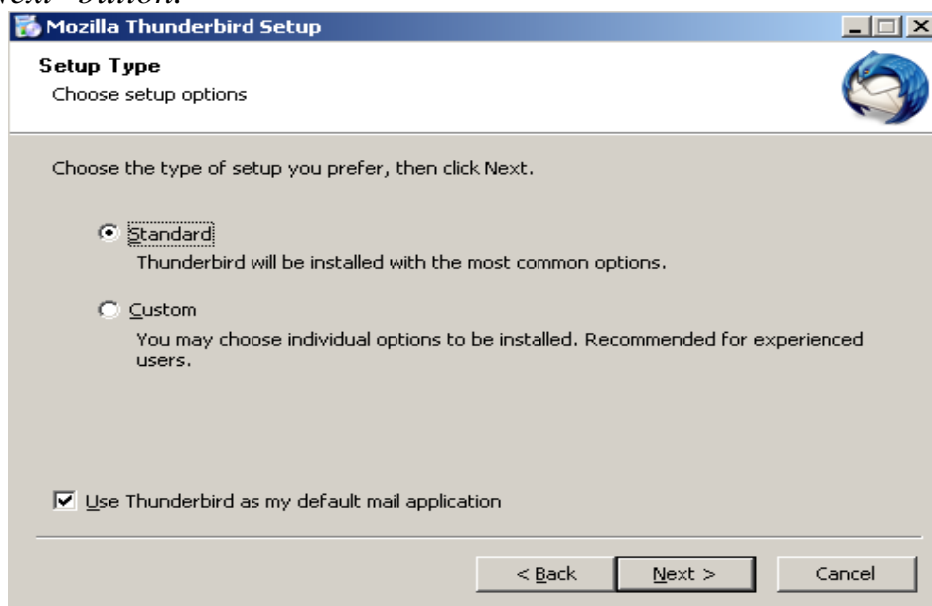 button.
Mozilla Thunderbird Setup
Setup Type
Choose setup options
Choose the type of setup you prefer, then click Next.
Standard
Thunderbird will be installed with the most common options.
Custom
You may choose individual options to be installed. Recommended for experienced
users.
Use Thunderbird as my default mail application
< Back
Next >
Cancel